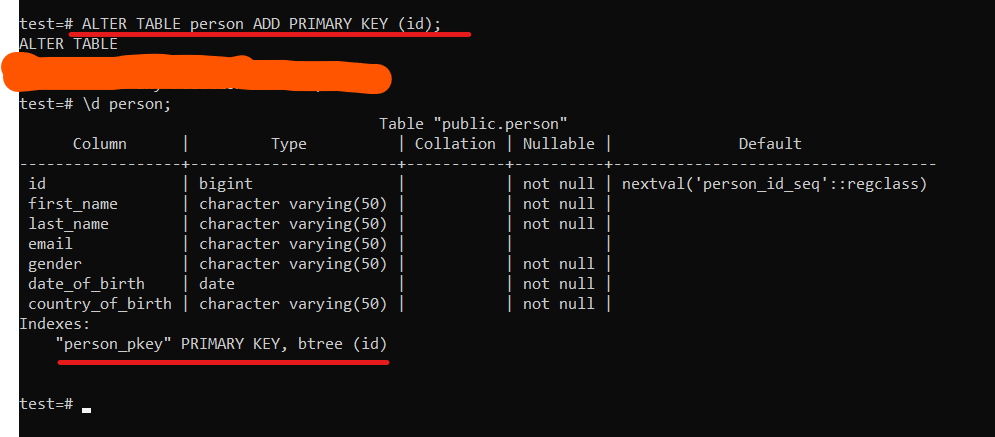 test=# ALTER TABLE person ADD PRIMARY KEY (id);
ALTER TABLE
test=# \d person;
Table "public.person"
Column | Type | Collation | Nullable | Default
-------------------+-----------------------+-----------+----------+------------------------------------
id | bigint | | not null | nextval('person_id_seq'::regclass)
first_name | character varying(50) | | not null |
last_name | character varying(50) | | not null |
email | character varying(50) | | |
gender | character varying(50) | | not null |
date_of_birth | date | | not null |
country_of_birth | character varying(50) | | not null |
Indexes:
"person_pkey" PRIMARY KEY, btree (id)
test=#